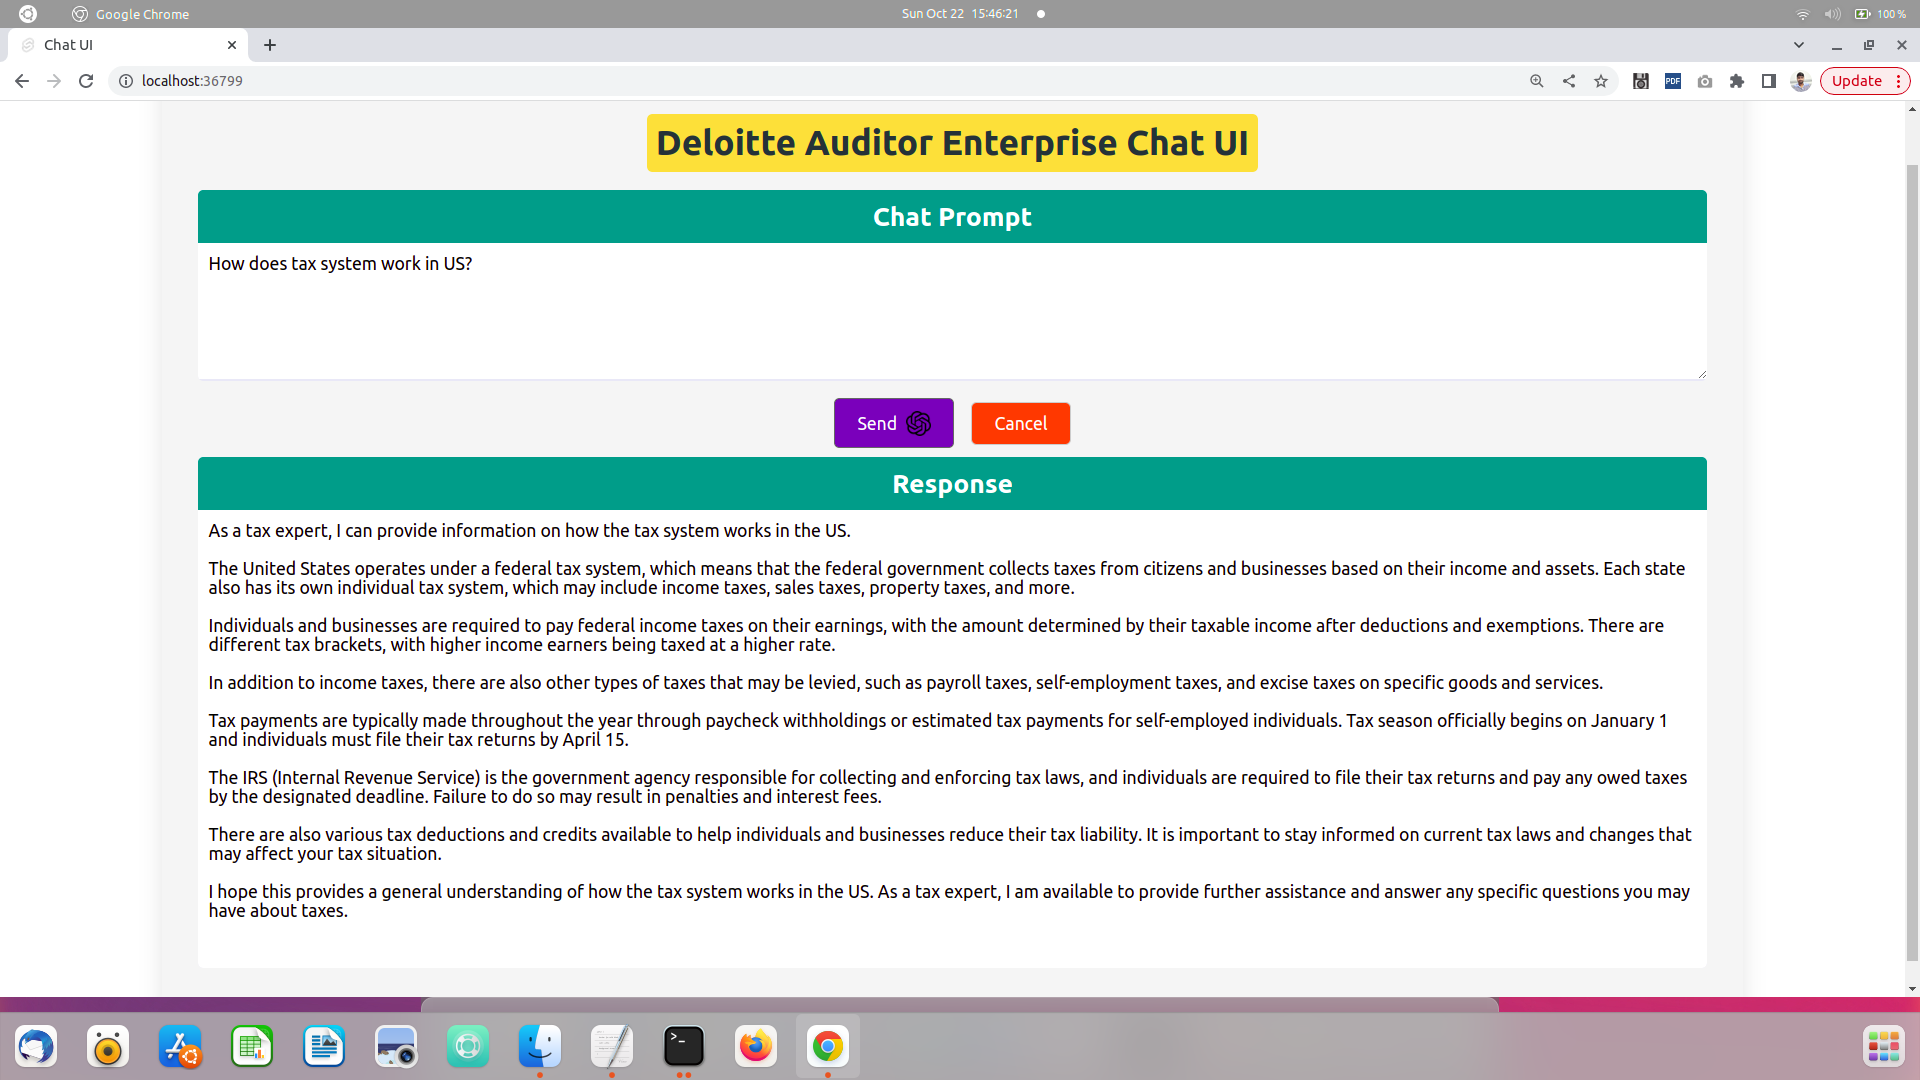 Google Chrome
Sun Oct 22 15:46:21
100 %
Chat UI
localhost:36799
PDF
Update
Deloitte Auditor Enterprise Chat UI
Chat Prompt
How does tax system work in US?
Send
Cancel
Response
As a tax expert, I can provide information on how the tax system works in the US.
The United States operates under a federal tax system, which means that the federal government collects taxes from citizens and businesses based on their income and assets. Each state
also has its own individual tax system, which may include income taxes, sales taxes, property taxes, and more.
Individuals and businesses are required to pay federal income taxes on their earnings, with the amount determined by their taxable income after deductions and exemptions. There are
different tax brackets, with higher income earners being taxed at a higher rate.
In addition to income taxes, there are also other types of taxes that may be levied, such as payroll taxes, self-employment taxes, and excise taxes on specific goods and services.
Tax payments are typically made throughout the year through paycheck withholdings or estimated tax payments for self-employed individuals. Tax season officially begins on January 1
and individuals must file their tax returns by April 15.
The IRS (Internal Revenue Service) is the government agency responsible for collecting and enforcing tax laws, and individuals are required to file their tax returns and pay any owed taxes
by the designated deadline. Failure to do so may result in penalties and interest fees.
There are also various tax deductions and credits available to help individuals and businesses reduce their tax liability. It is important to stay informed on current tax laws and changes that
may affect your tax situation.
I hope this provides a general understanding of how the tax system works in the US. As a tax expert, I am available to provide further assistance and answer any specific questions you may
have about taxes.
>_